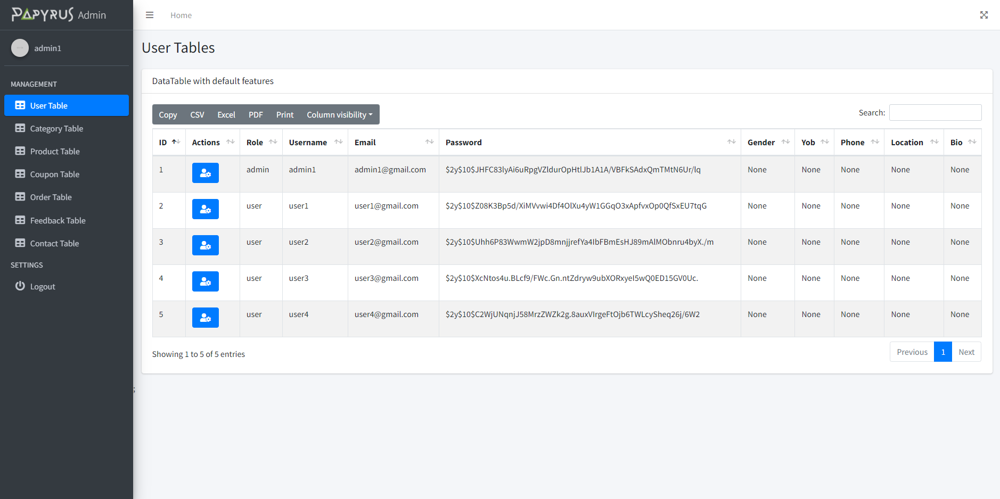 PAPYRUS Admin
Home
admin1
MANAGEMENT
User Table
Category Table
Product Table
Coupon Table
Order Table
Feedback Table
Contact Table
SETTINGS
Logout
User Tables
DataTable with default features
Copy CSV Excel PDF Print Column visibility
Search:
ID Actions Role Username Email Password Gender Yob Phone Location Bio
1 admin admin1 admin1@gmail.com $2y$10$JHFC83lyAi6uRpgVZldurOpHtlJb1A1A/VBFkSAdxQmTMtN6Ur/lq None None None None None
2 user user1 user1@gmail.com $2y$10$Z08K3Bp5d/XiMVvwi4Df4OlXu4yW1GGqO3xApfvxOp0QfSxEU7tqG None None None None None
3 user user2 user2@gmail.com $2y$10$Uhh6P83WwmW2jpD8mnjjrefYa4IbFBmEsHJ89mAlMObnru4byX./m None None None None None
4 user user3 user3@gmail.com $2y$10$XcNtos4u.BLcf9/FWc.Gn.ntZdryw9ubXORxyeI5wQ0ED15GV0Uc. None None None None None
5 user user4 user4@gmail.com $2y$10$C2WjUNqnjJ58MrzZWZk2g.8auxVIrgeFtOjb6TWLcySheq26j/6W2 None None None None None
Showing 1 to 5 of 5 entries
Previous 1 Next
;